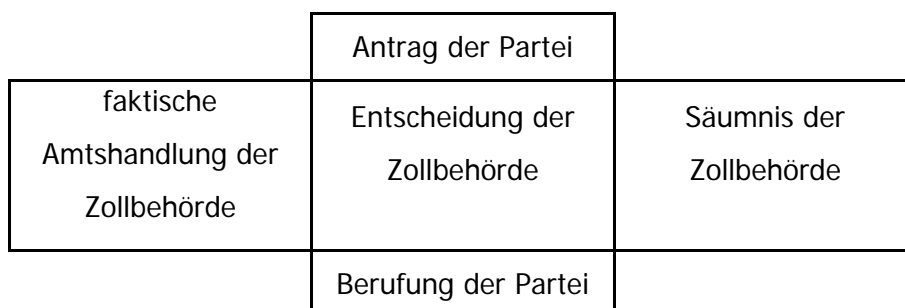 Antrag der Partei
faktische
Amtshandlung der
Zollbehörde
Entscheidung der
Zollbehörde
Säumnis der
Zollbehörde
Berufung der Partei